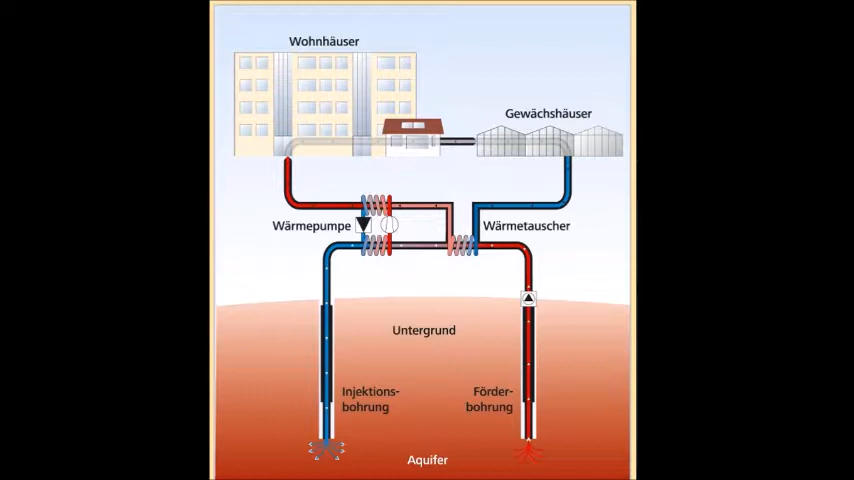 Wohnhäuser
Gewächshäuser
Wärmepumpe
Wärmetauscher
Untergrund
Injektions-
bohrung
Förder-
bohrung
Aquifer